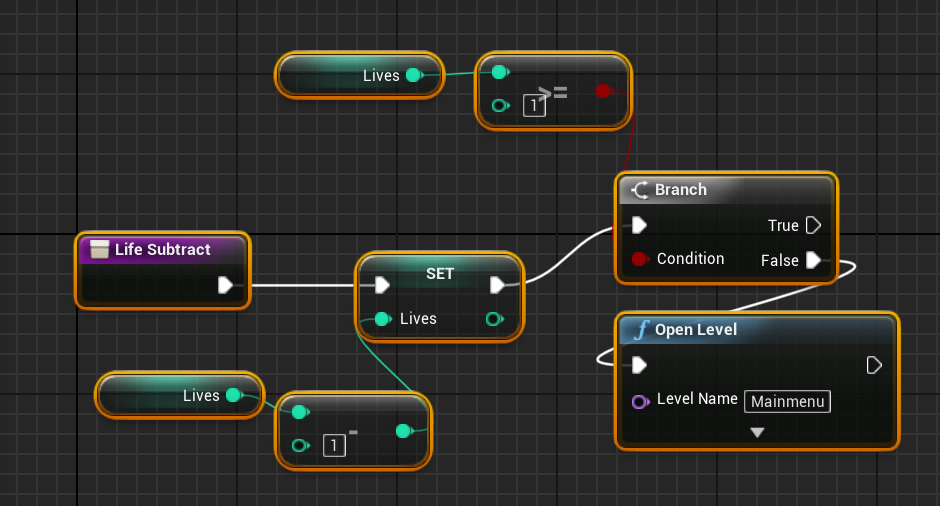 Lives
>=
1
Branch
True
Condition
False
Life Subtract
SET
Lives
Open Level
Level Name Mainmenu
Lives
-
1